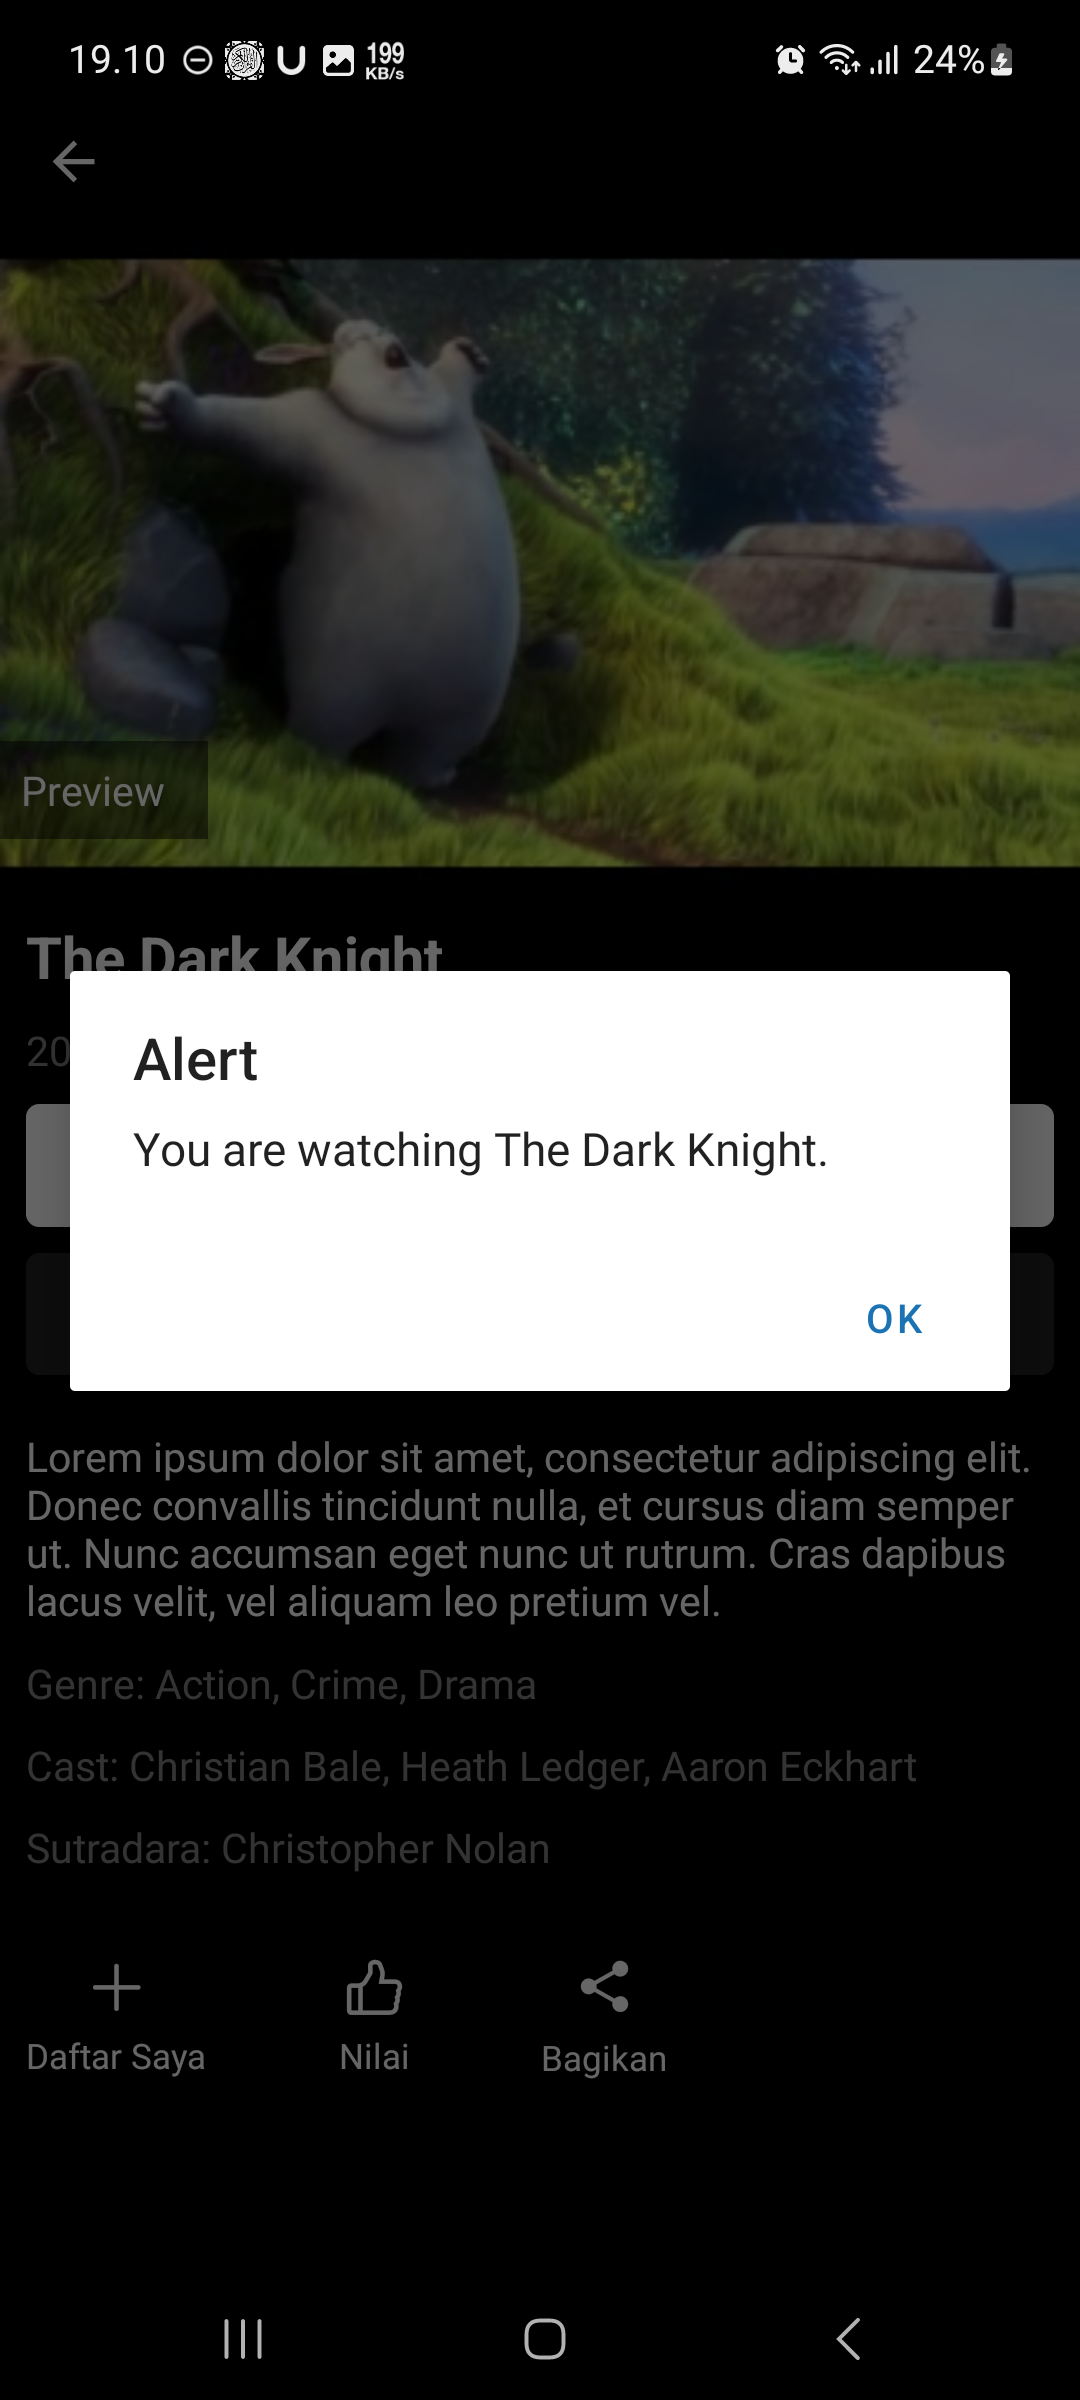 19.10 199 KB/s 24%
Preview
The Dark Knight
20
Alert
You are watching The Dark Knight.
OK
Lorem ipsum dolor sit amet, consectetur adipiscing elit.
Donec convallis tincidunt nulla, et cursus diam semper
ut. Nunc accumsan eget nunc ut rutrum. Cras dapibus
lacus velit, vel aliquam leo pretium vel.
Genre: Action, Crime, Drama
Cast: Christian Bale, Heath Ledger, Aaron Eckhart
Sutradara: Christopher Nolan
Daftar Saya Nilai Bagikan